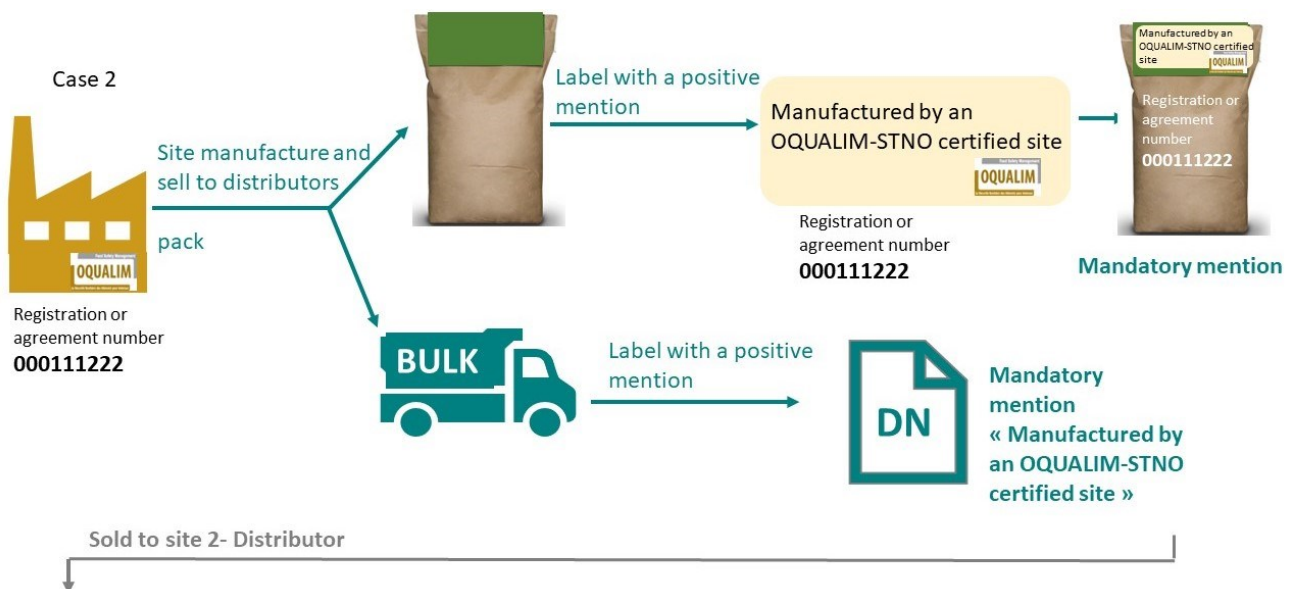 Case 2
Site manufacture and
sell to distributors
pack
OQUALIM
Registration or
agreement number
000111222
Label with a positive
mention
Manufactured by an
OQUALIM-STNO certified site
OQUALIM
Registration or
agreement number
000111222
Manufactured by an
OQUALIM-STNO certified
site
OQUALIM
Registration or
agreement
number
000111222
Mandatory mention
BULK
Label with a positive
mention
DN
Mandatory
mention
« Manufactured by
an OQUALIM-STNO
certified site »
Sold to site 2- Distributor